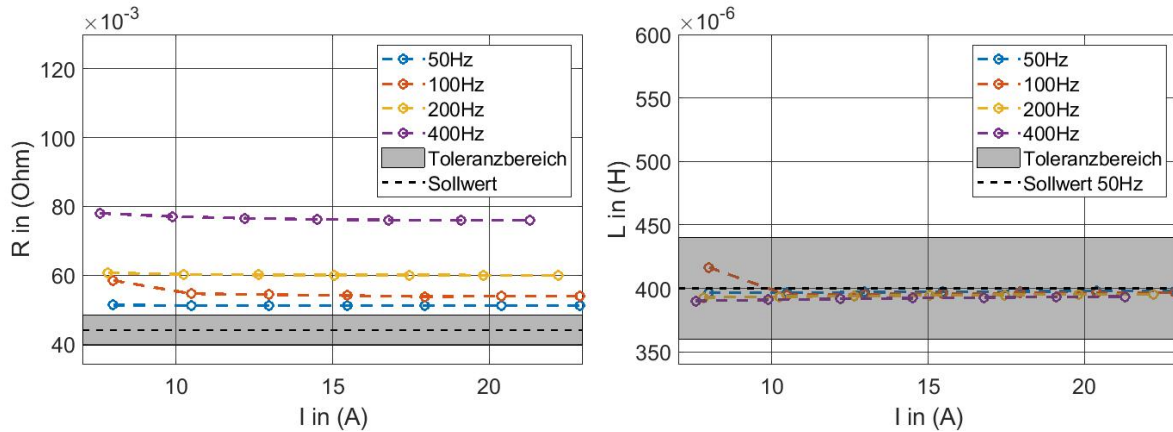 ×10⁻³
120
100
80
60
40
R in (Ohm)
10
15
20
I in (A)
50Hz
100Hz
200Hz
400Hz
Toleranzbereich
Sollwert
×10⁻⁶
600
550
500
450
400
350
L in (H)
10
15
20
I in (A)
50Hz
100Hz
200Hz
400Hz
Toleranzbereich
Sollwert 50Hz